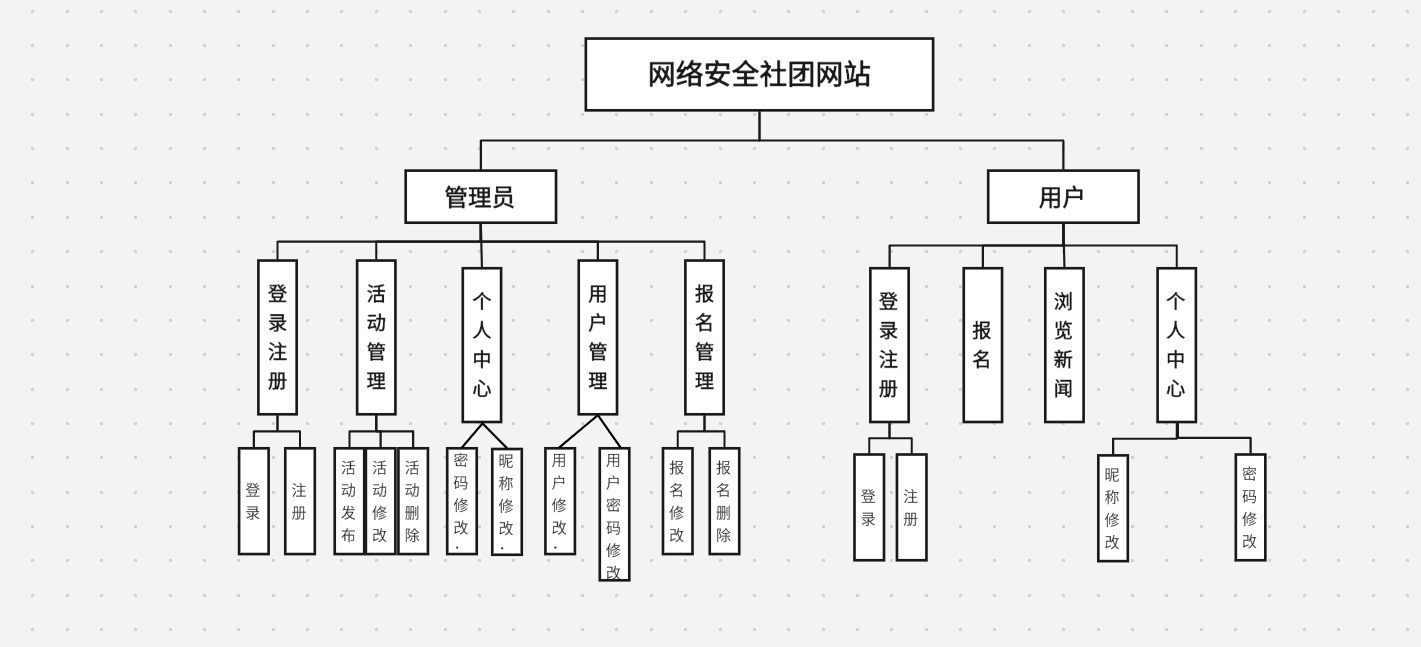 网络安全社团网站
管理员
用户
登录注册
活动管理
个人中心
用户管理
报名管理
登录注册
报名
浏览新闻
个人中心
登录
注册
活动发布
活动修改
活动删除
密码修改.
昵称修改.
用户修改.
用户密码修改
报名修改
报名删除
登录
注册
昵称修改
密码修改